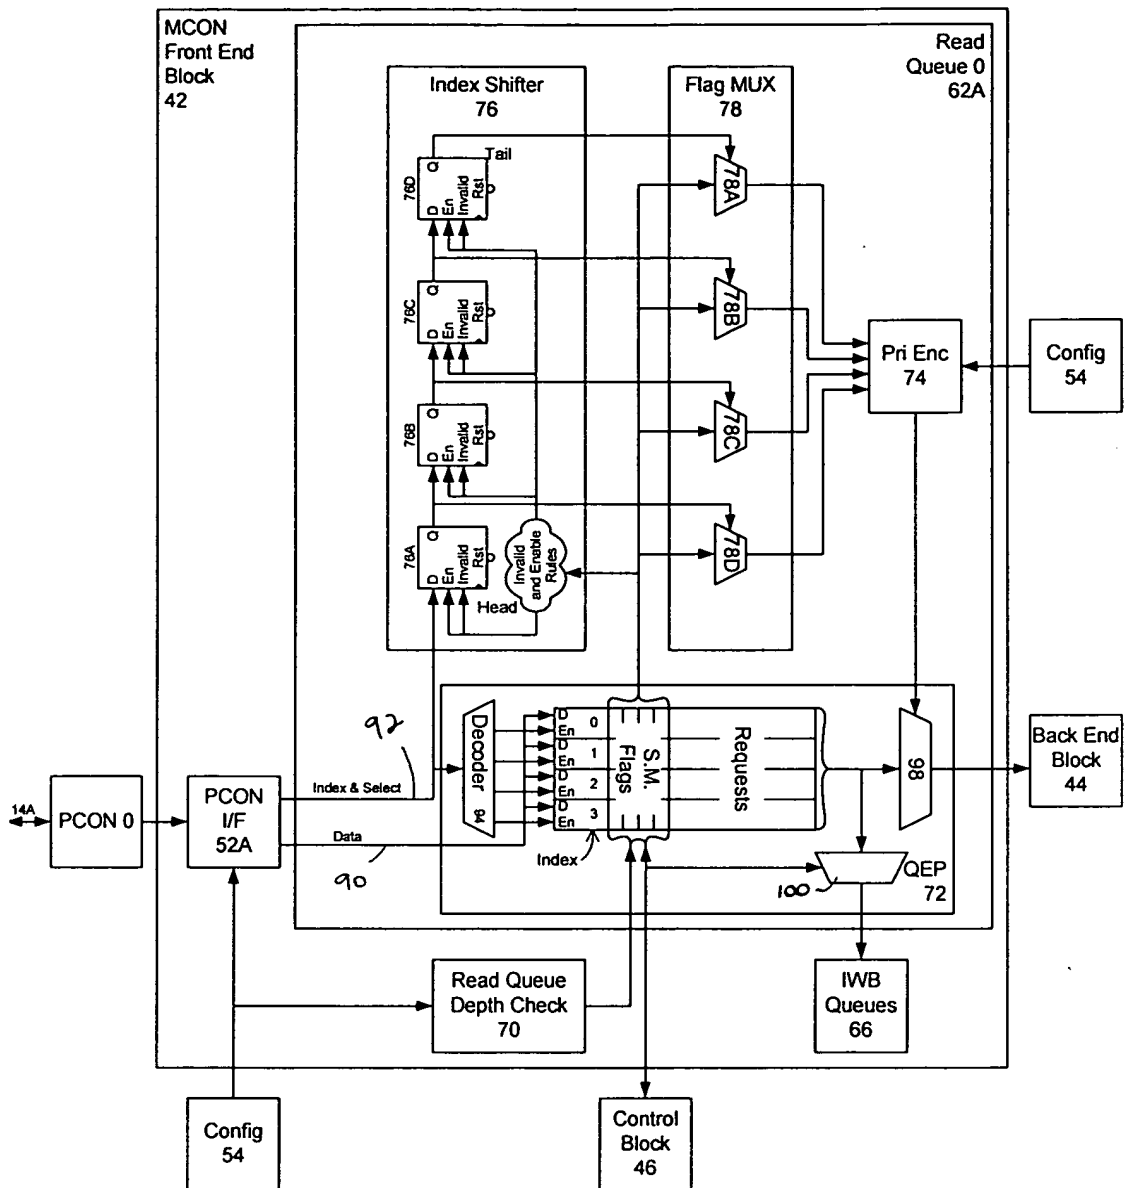 MCON
Front End
Block
42
Read
Queue 0
62A
Index Shifter
76
Flag MUX
78
Tail
76D
Q
D
En
Invalid
Rst
78A
76C
Q
D
En
Invalid
Rst
78B
Pri Enc
74
Config
54
76B
Q
D
En
Invalid
Rst
78C
76A
Q
D
En
Invalid
Rst
Invalid
and Enable
Rules
78D
Head
92
Decoder
94
D
En
0
D
En
1
D
En
2
D
En
3
S.M.
Flags
Requests
98
Back End
Block
44
14A
PCON 0
PCON
I/F
52A
Index & Select
Data
90
Index
100
QEP
72
Read Queue
Depth Check
70
IWB
Queues
66
Config
54
Control
Block
46